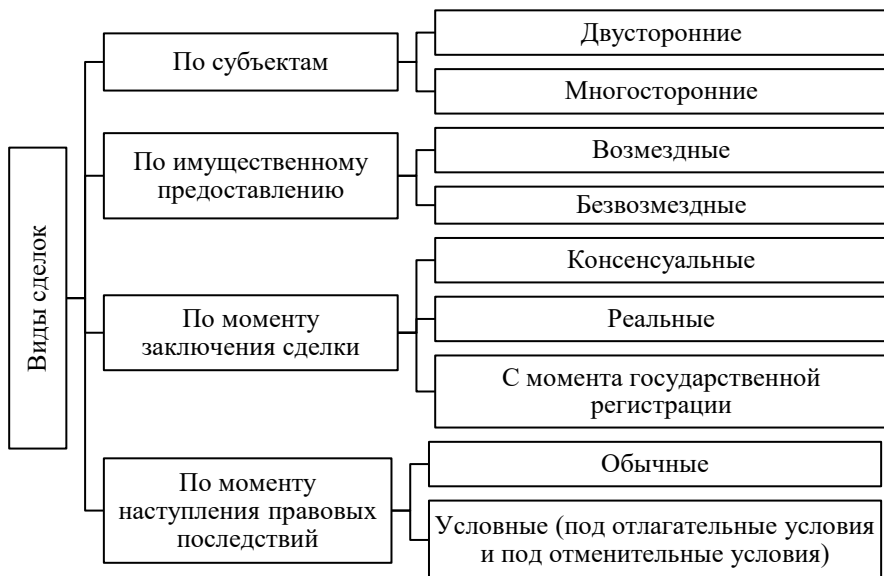 Виды сделок
По субъектам
Двусторонние
Многосторонние
По имущественному
предоставлению
Возмездные
Безвозмездные
По моменту
заключения сделки
Консенсуальные
Реальные
С момента государственной
регистрации
По моменту
наступления правовых
последствий
Обычные
Условные (под отлагательные условия
и под отменительные условия)